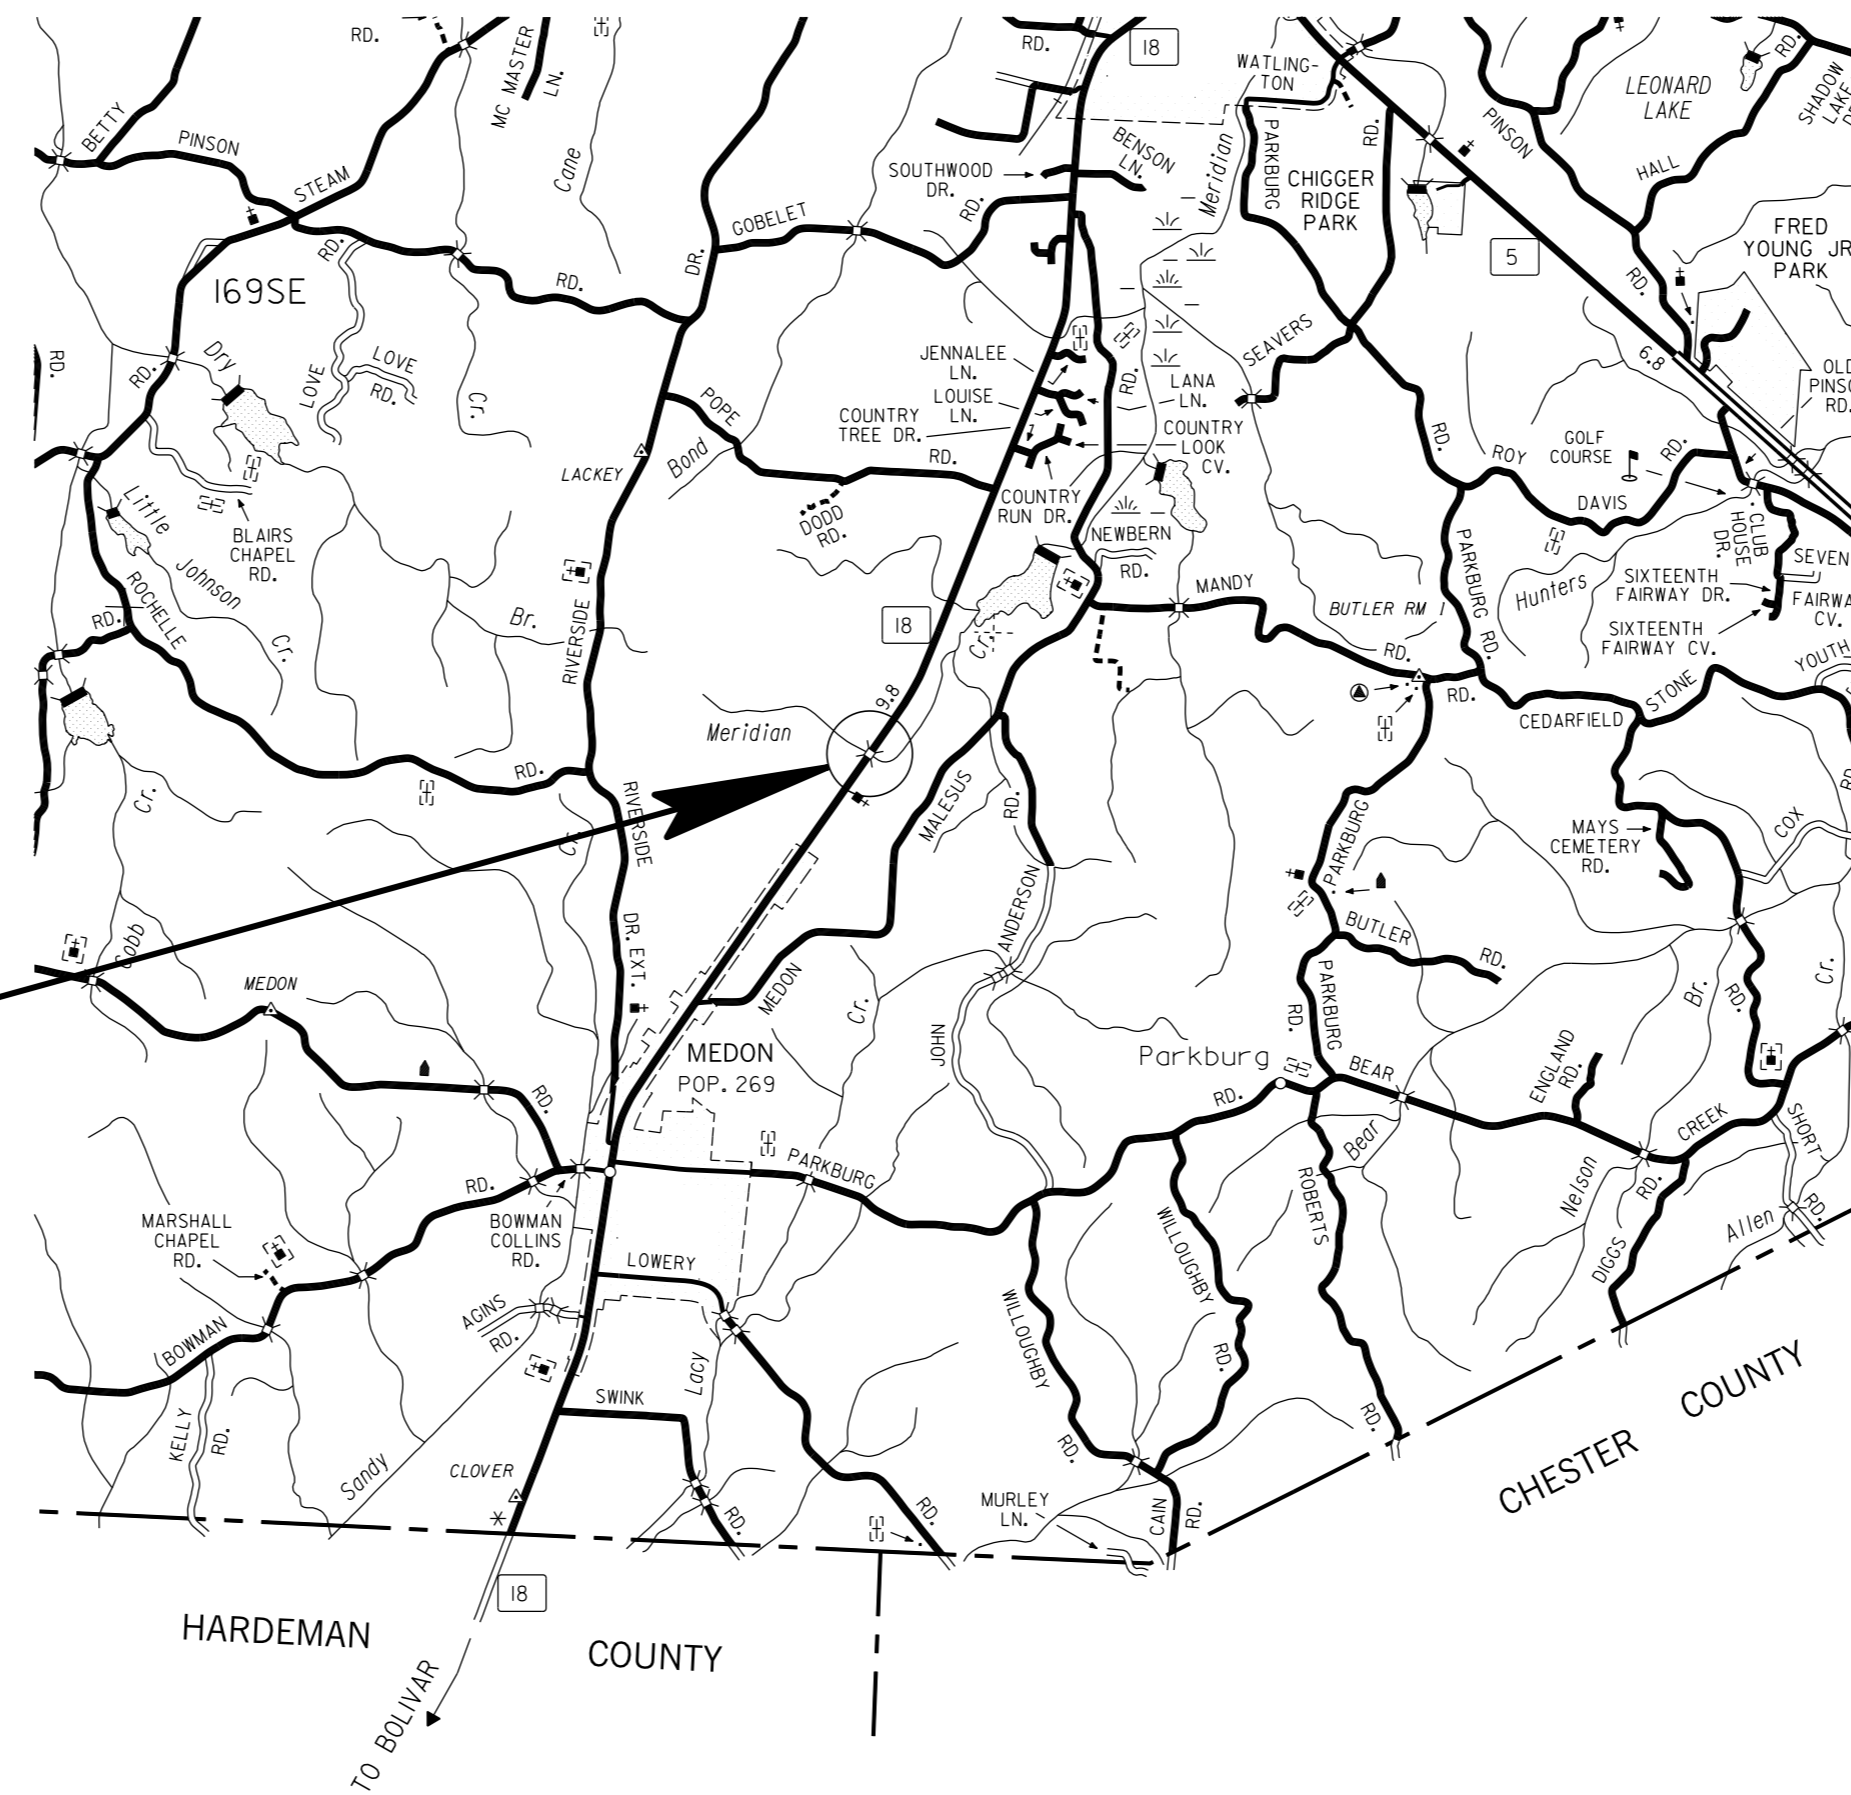 RD.
MC MASTER
LN.
RD.
18
WATLING-
TON
LEONARD
LAKE
RD.
SHADOW
LAKE
BETTY
PINSON
STEAM
Cane
BENSON
LN.
SOUTHWOOD
DR.
Meridian
PARKBURG
RD.
CHIGGER
RIDGE
PARK
PINSON
HALL
FRED
YOUNG JR
PARK
RD.
GOBELET
RD.
DR.
5
RD.
RD.
169SE
RD.
RD.
Dry
LOVE
LOVE
RD.
Cr.
JENNALEE
LN.
LOUISE
LN.
COUNTRY
TREE DR.
RD.
LANA
LN.
COUNTRY
LOOK
CV.
SEAVERS
6.8
OLD
PINSO
RD.
POPE
Bond
LACKEY
RD.
RD.
ROY
GOLF
COURSE
RD.
DAVIS
Little
Johnson
BLAIRS
CHAPEL
RD.
DODD
RD.
COUNTRY
RUN DR.
NEWBERN
RD.
CLUB
HOUSE
DR.
SEVEN
SIXTEENTH
FAIRWAY DR.
FAIRWA
CV.
SIXTEENTH
FAIRWAY CV.
YOUTH
PARKBURG RD.
Hunters
ROCHELLE
RD.
Br.
Cr.
RIVERSIDE
18
Cr.
MANDY
BUTLER RM
RD.
RD.
CEDARFIELD
STONE
9.8
Meridian
RD.
Cr.
RIVERSIDE
Cr.
MALESUS
RD.
PARKBURG
MAYS
CEMETERY
RD.
COX
RD
Cobb
MEDON
DR. EXT.
MEDON
ANDERSON
BUTLER
RD.
PARKBURG
RD.
Br.
RD.
Cr.
Cr.
JOHN
MEDON
POP. 269
Parkburg
RD.
BEAR
ENGLAND
RD.
CREEK
SHORT
RD.
RD.
PARKBURG
Bear
ROBERTS
Nelson
RD.
RD.
Allen
MARSHALL
CHAPEL
RD.
BOWMAN
COLLINS
RD.
LOWERY
WILLOUGHBY
WILLOUGHBY
DIGGS
AGINS
RD.
BOWMAN
RD.
KELLY
RD.
Lacy
SWINK
RD.
RD.
Sandy
CLOVER
RD.
RD.
MURLEY
LN.
CAIN
RD.
CHESTER
COUNTY
18
HARDEMAN
COUNTY
TO BOLIVAR